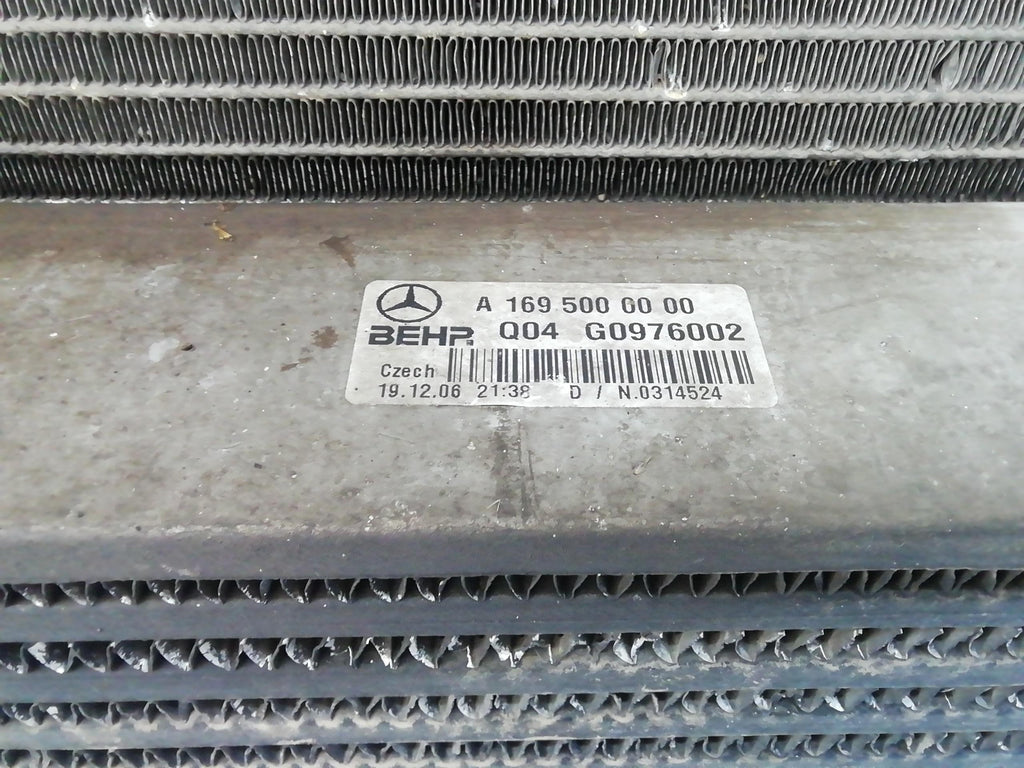 A 169 500 00 00
BEHR Q04 G0976002
Czech
19.12.06 21:38 D / N.0314524